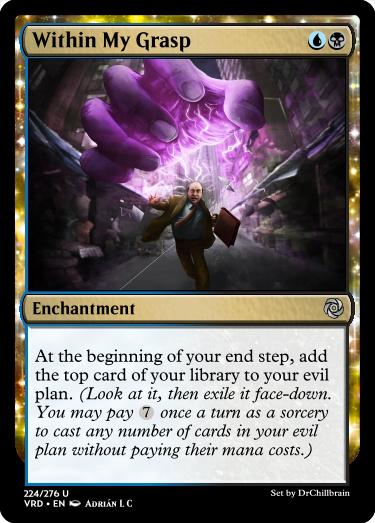 Within My Grasp
Enchantment
At the beginning of your end step, add
the top card of your library to your evil
plan. (Look at it, then exile it face-down.
You may pay 7 once a turn as a sorcery
to cast any number of cards in your evil
plan without paying their mana costs.)
224/276 U
VRD • EN Adrián L C
Set by DrChillbrain